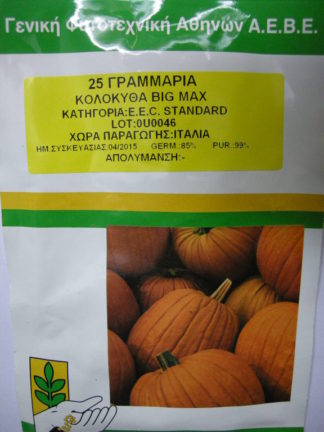 Γενική Φυτοτεχνική Αθηνών Α.Ε.Β.Ε.
25 ΓΡΑΜΜΑΡΙΑ
ΚΟΛΟΚΥΘΑ BIG MAX
ΚΑΤΗΓΟΡΙΑ:E.E.C. STANDARD
LOT:0U0046
ΧΩΡΑ ΠΑΡΑΓΩΓΗΣ:ΙΤΑΛΙΑ
ΗΜ.ΣΥΣΚΕΥΑΣΙΑΣ:04/2015 GERM.:85% PUR.:99%
ΑΠΟΛΥΜΑΝΣΗ:-